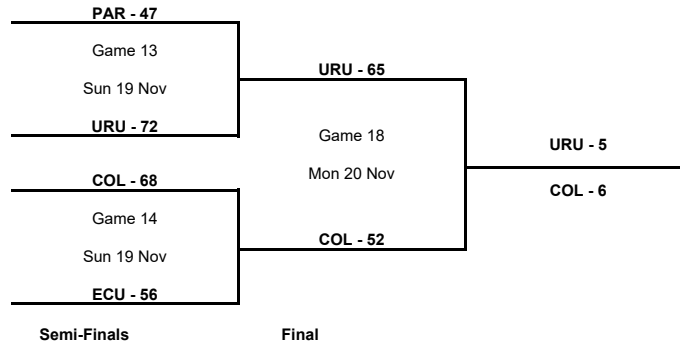 PAR - 47
Game 13
Sun 19 Nov
URU - 72
COL - 68
Game 14
Sun 19 Nov
ECU - 56
URU - 65
Game 18
Mon 20 Nov
COL - 52
URU - 5
COL - 6
Semi-Finals
Final